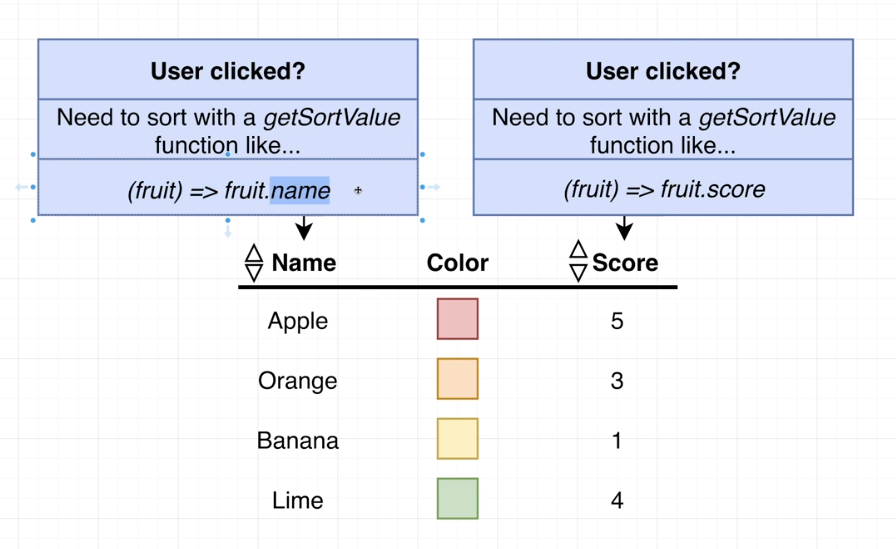 User clicked?
Need to sort with a getSortValue
function like...
(fruit) => fruit.name
User clicked?
Need to sort with a getSortValue
function like...
(fruit) => fruit.score
Name Color Score
Apple 5
Orange 3
Banana 1
Lime 4